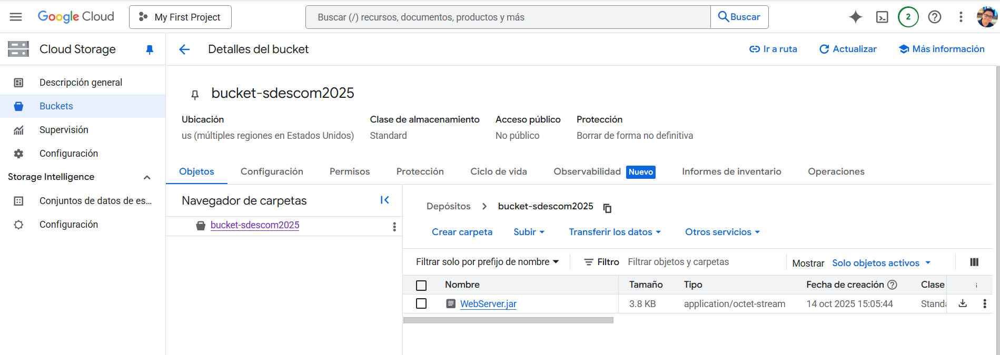 Google Cloud
My First Project
Buscar (/) recursos, documentos, productos y más
Buscar
2
Cloud Storage
Detalles del bucket
Ir a ruta
Actualizar
Más información
Descripción general
Buckets
Supervisión
Configuración
Storage Intelligence
Conjuntos de datos de es...
Configuración
bucket-sdescom2025
Ubicación
us (múltiples regiones en Estados Unidos)
Clase de almacenamiento
Standard
Acceso público
No público
Protección
Borrar de forma no definitiva
Objetos
Configuración
Permisos
Protección
Ciclo de vida
Observabilidad Nuevo
Informes de inventario
Operaciones
Navegador de carpetas
bucket-sdescom2025
Depósitos > bucket-sdescom2025
Crear carpeta
Subir
Transferir los datos
Otros servicios
Filtrar solo por prefijo de nombre
Filtro Filtrar objetos y carpetas
Mostrar Solo objetos activos
Nombre Tamaño Tipo Fecha de creación Clase
WebServer.jar 3.8 KB application/octet-stream 14 oct 2025 15:05:44 Standa